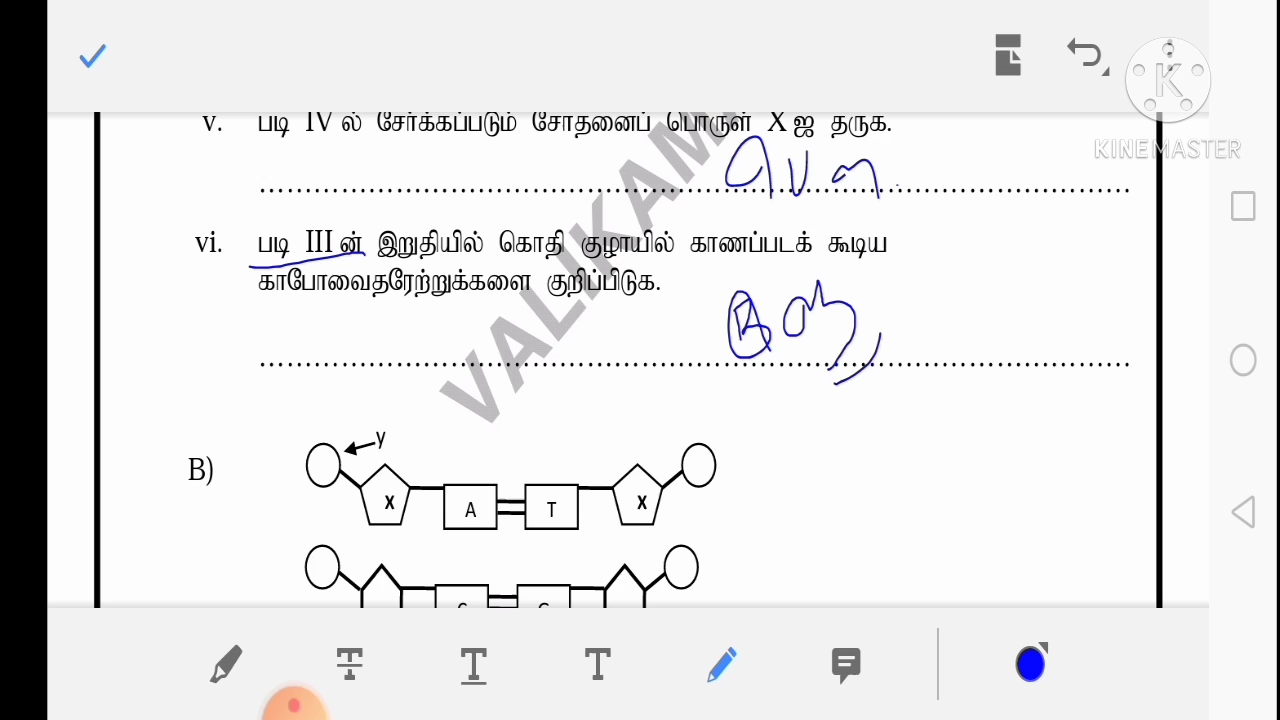 v. படி IV ல் சேர்க்கப்படும் சோதனைப் பொருள் X ஐ தருக.
KINEMASTER
vi. படி III ன் இறுதியில் கொதி குழாயில் காணப்படக் கூடிய
காபோவைதரேற்றுக்களை குறிப்பிடுக.
VALIKAM
B)
y
X A T X